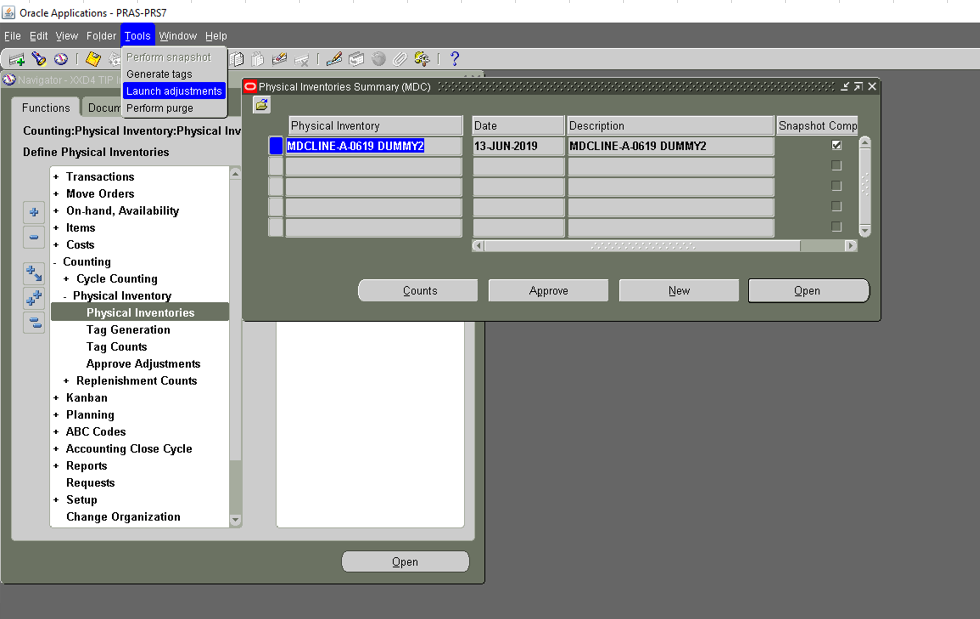 Oracle Applications - PRAS-PRS7
File Edit View Folder Tools Window Help
Perform snapshot
Generate tags
Launch adjustments
Perform purge
Navigator - XXD4 TIP
Functions
Docum
Counting:Physical Inventory:Physical Inv
Define Physical Inventories
+ Transactions
+ Move Orders
+ On-hand, Availability
+ Items
+ Costs
- Counting
+ Cycle Counting
- Physical Inventory
Physical Inventories
Tag Generation
Tag Counts
Approve Adjustments
+ Replenishment Counts
+ Kanban
+ Planning
+ ABC Codes
+ Accounting Close Cycle
+ Reports
Requests
+ Setup
Change Organization
Open
Physical Inventories Summary (MDC)
Physical Inventory Date Description Snapshot Comp
MDCLINE-A-0619 DUMMY2 13-JUN-2019 MDCLINE-A-0619 DUMMY2
Counts Approve New Open